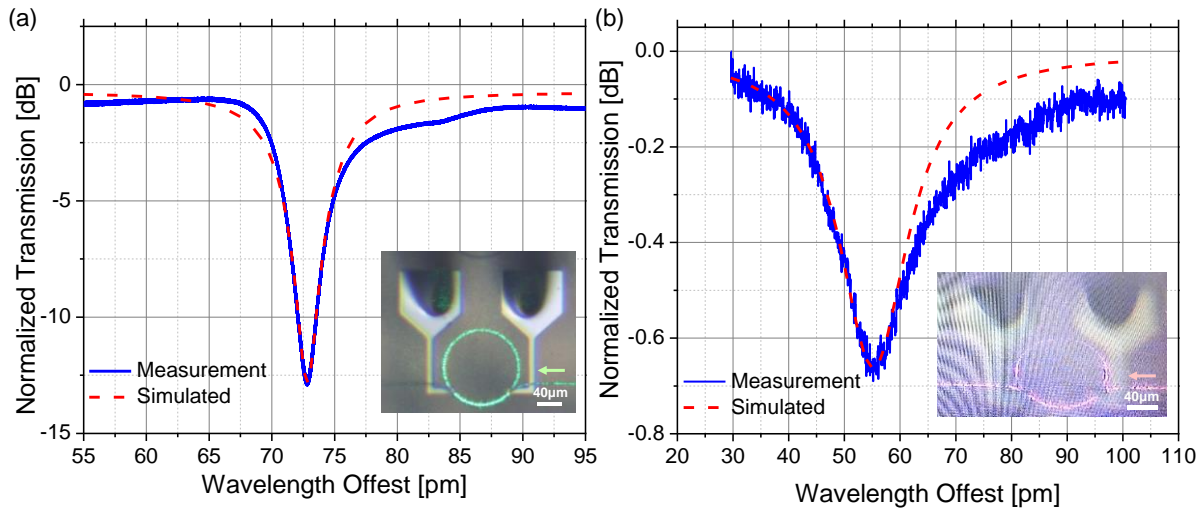 (a)
Normalized Transmission [dB]
0
-5
-10
-15
Measurement
Simulated
40μm
55 60 65 70 75 80 85 90 95
Wavelength Offest [pm]
(b)
Normalized Transmission [dB]
0.0
-0.2
-0.4
-0.6
-0.8
Measurement
Simulated
40μm
20 30 40 50 60 70 80 90 100 110
Wavelength Offest [pm]